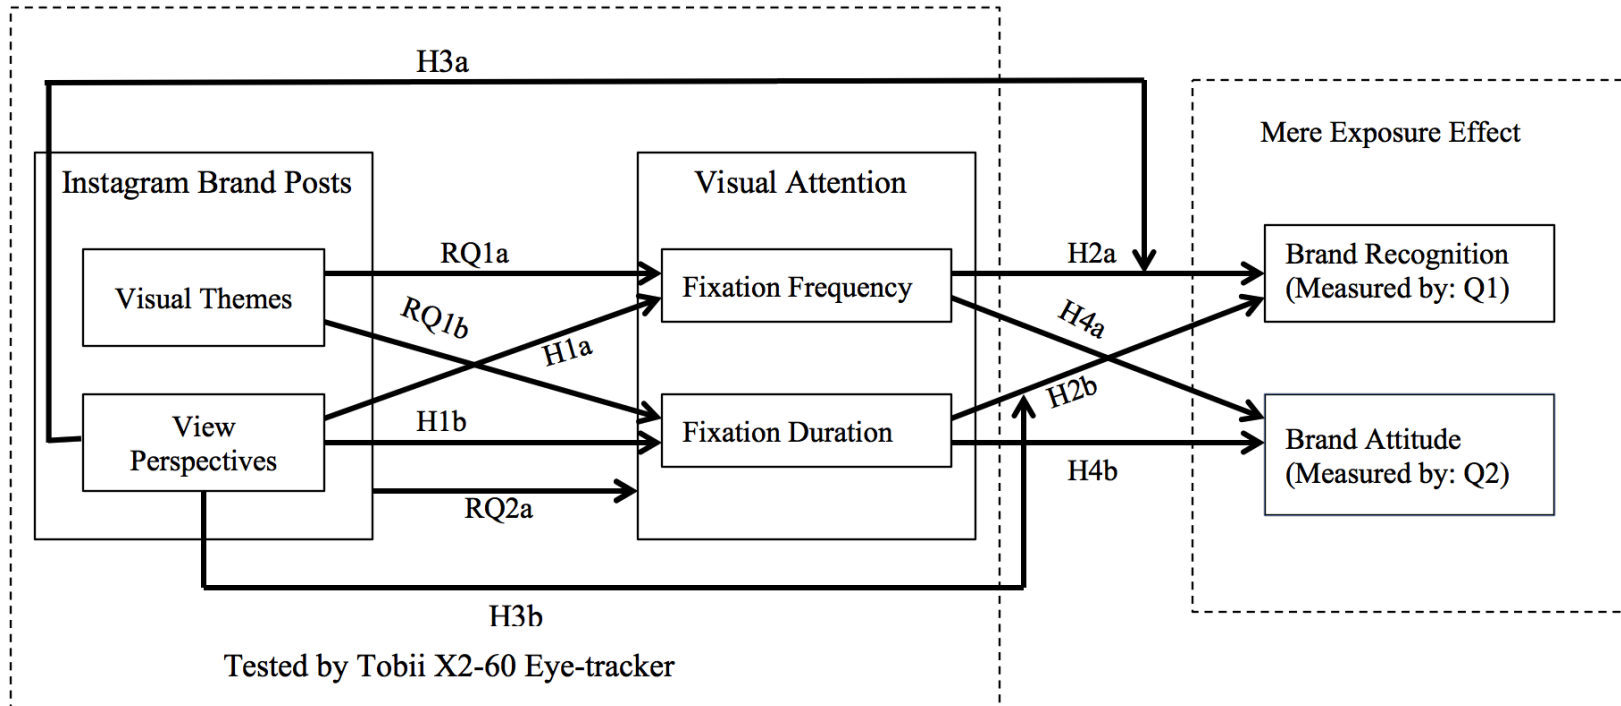 H3a
Mere Exposure Effect
Instagram Brand Posts
Visual Attention
RQ1a
H2a
Visual Themes
Fixation Frequency
Brand Recognition
(Measured by: Q1)
RQ1b
H1a
H4a
H2b
View
Perspectives
H1b
Fixation Duration
Brand Attitude
(Measured by: Q2)
H4b
RQ2a
H3b
Tested by Tobii X2-60 Eye-tracker